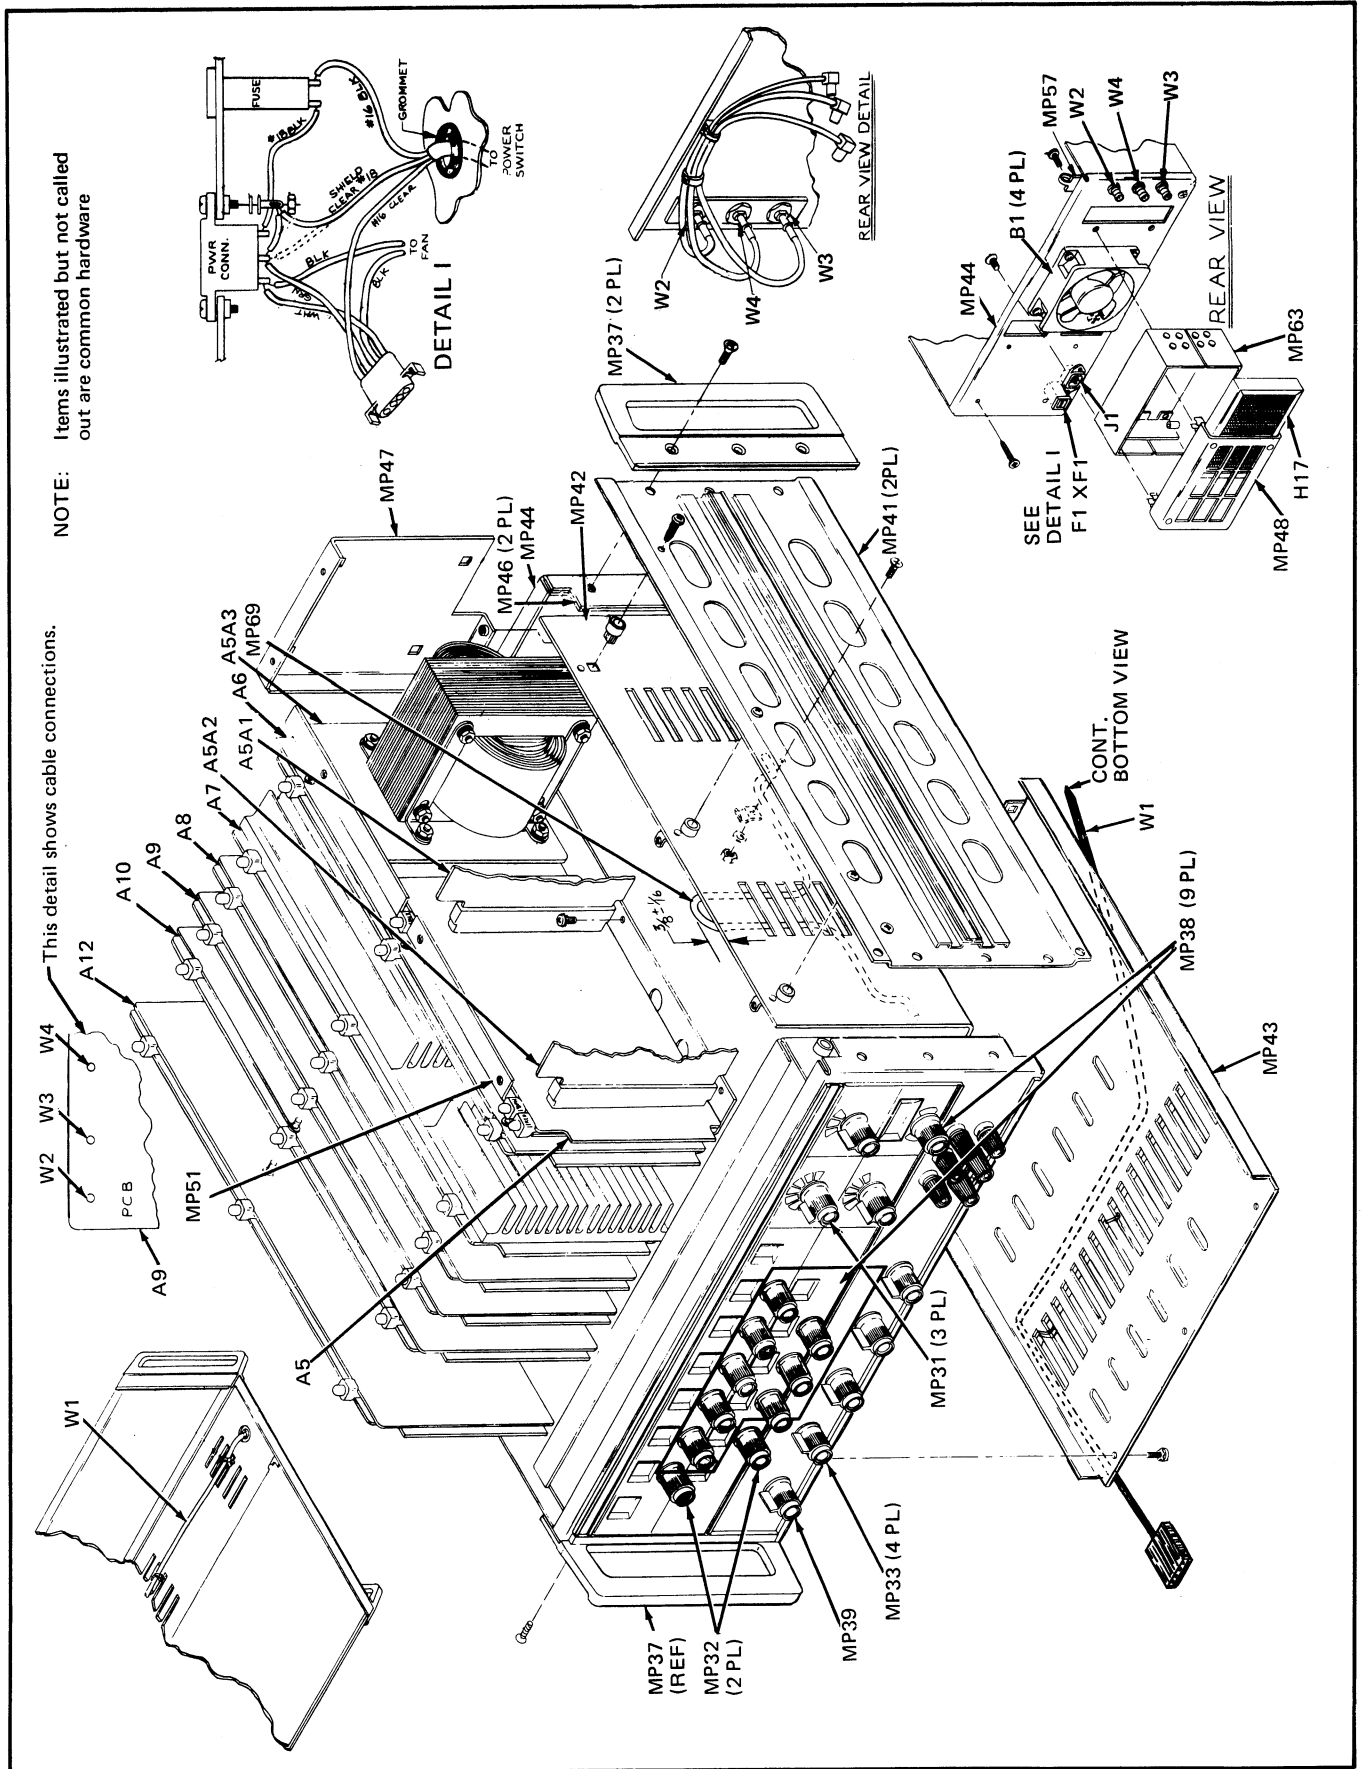 NOTE: Items illustrated but not called
out are common hardware
This detail shows cable connections.
W2
W3
W4
PCB
A9
A12
A10
A9
A8
A7
A6
A5A3
MP69
A5A2
A5A1
MP47
MP46 (2 PL)
MP44
MP42
MP37 (2 PL)
MP41 (2PL)
W1
MP51
A5
3/8 ± 1/16
MP37
(REF)
MP32
(2 PL)
MP39
MP33 (4 PL)
MP31 (3 PL)
MP38 (9 PL)
MP43
W1
CONT.
BOTTOM VIEW
FUSE
PWR
CONN.
#18 BLK
#16 BLK
GROMMET
SHIELD
CLEAR #18
#16 CLEAR
TO
POWER
SWITCH
BLK
BLK
TO
FAN
GRN
WHT
DETAIL I
W2
W4
W3
REAR VIEW DETAIL
MP44
B1 (4 PL)
MP57
W2
W4
W3
REAR VIEW
SEE
DETAIL I
F1 XF1
J1
MP63
H17
MP48